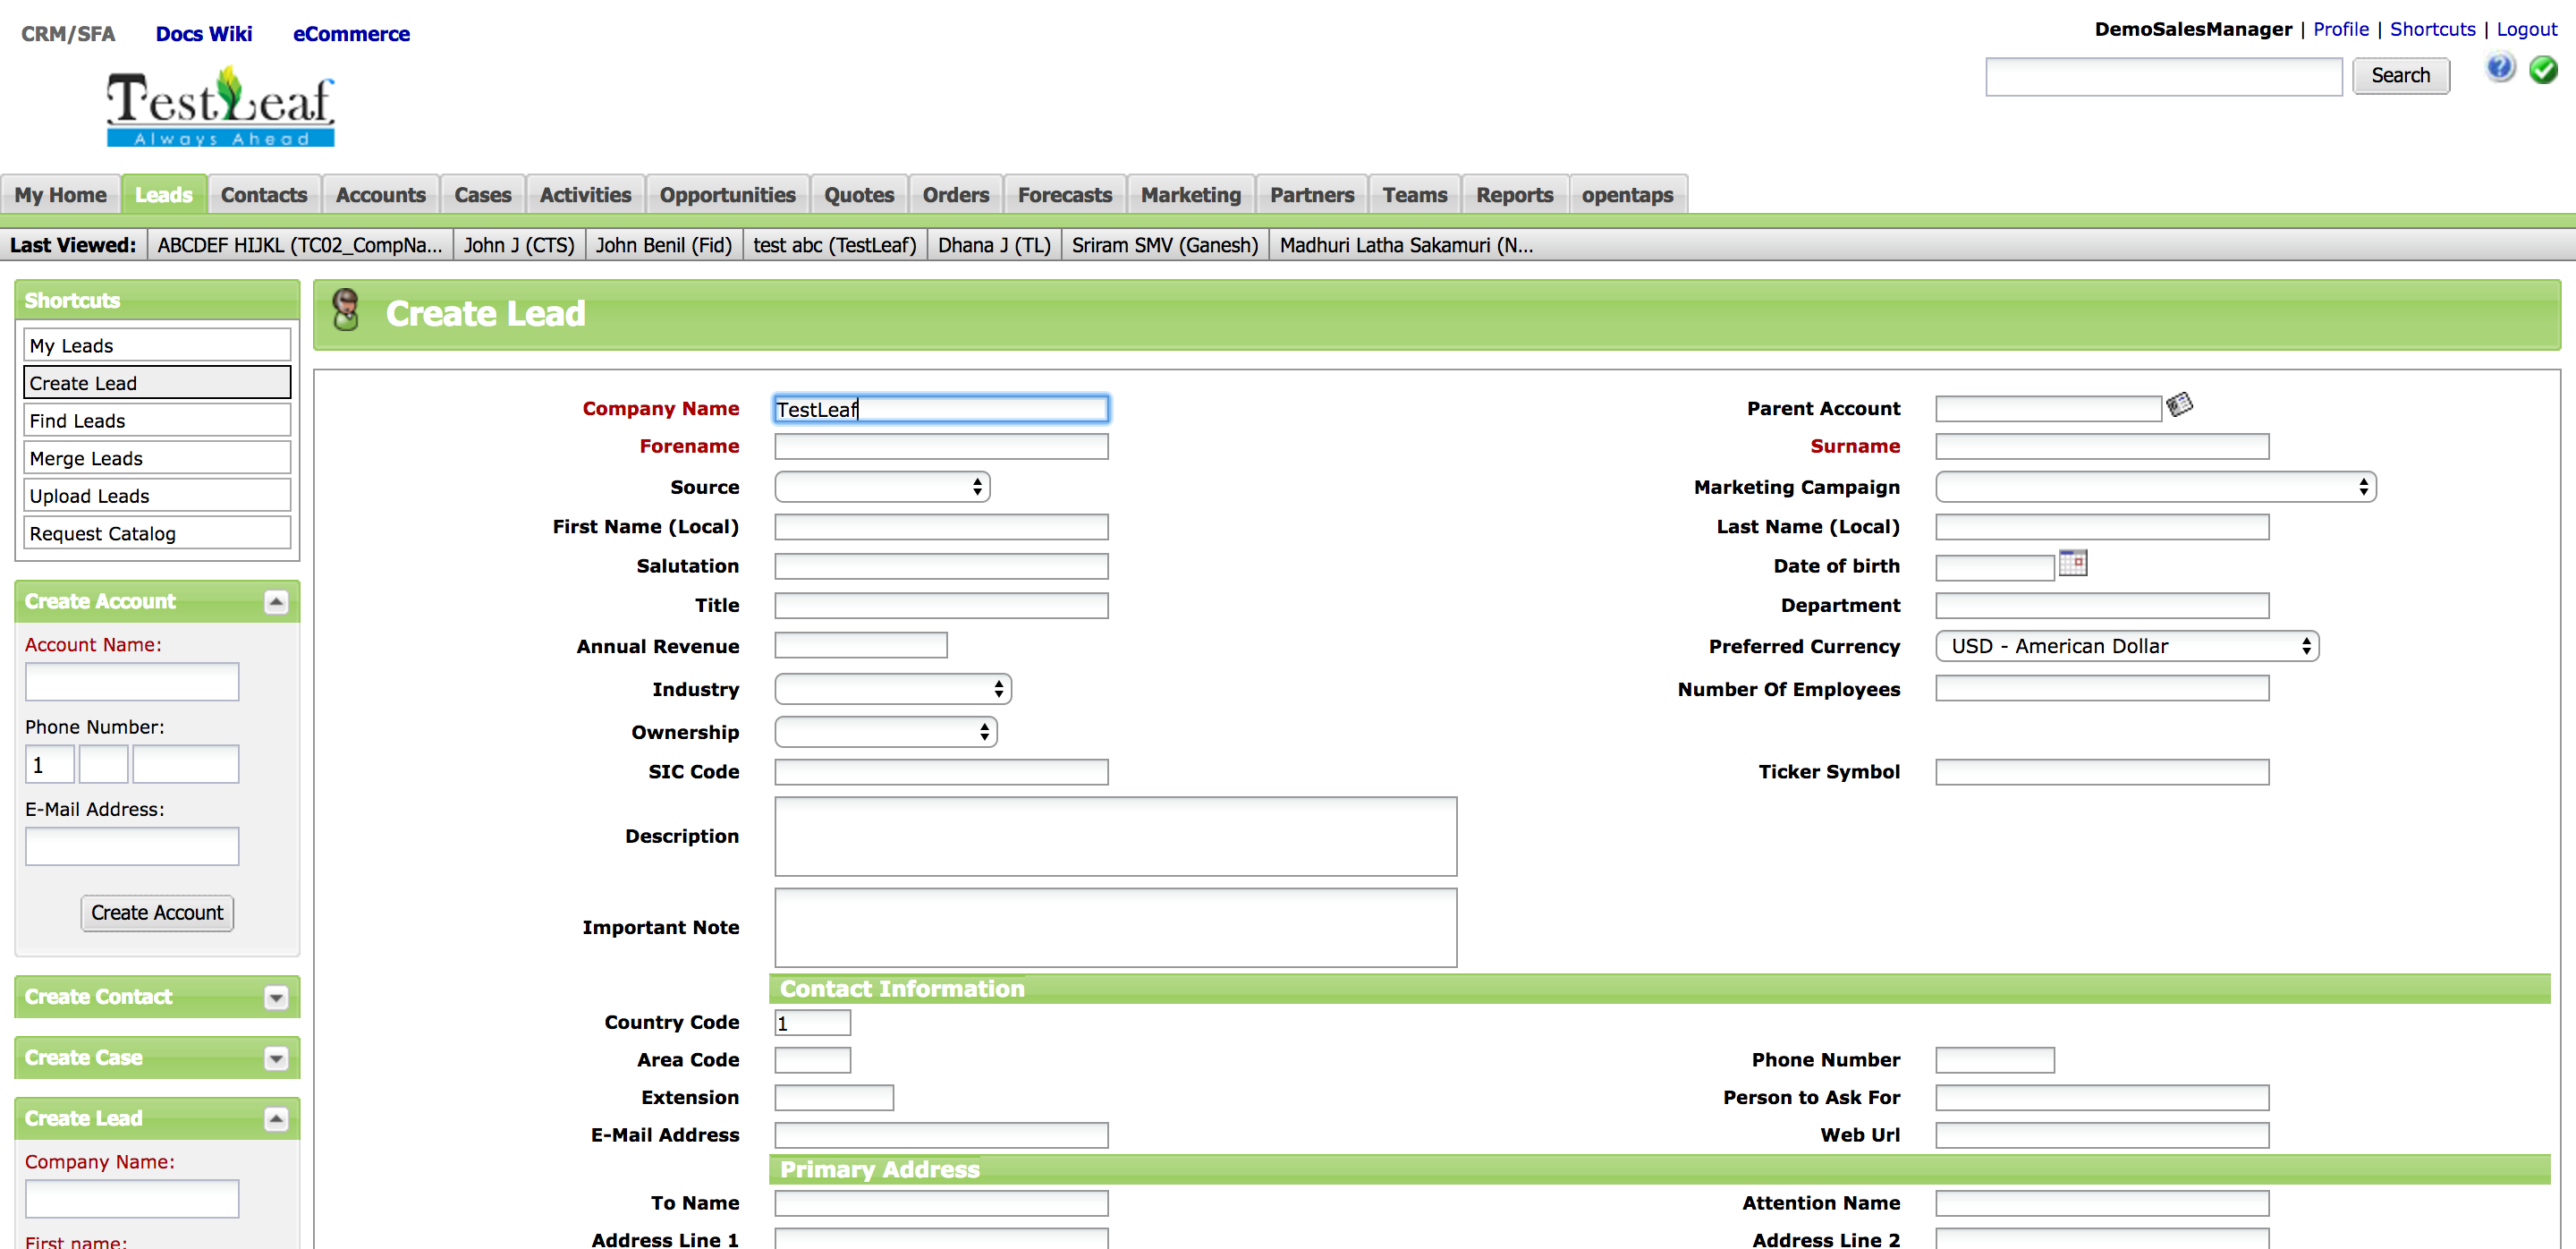 CRM/SFA Docs Wiki eCommerce
DemoSalesManager | Profile | Shortcuts | Logout
Search
TestLeaf
Always Ahead
My Home Leads Contacts Accounts Cases Activities Opportunities Quotes Orders Forecasts Marketing Partners Teams Reports opentaps
Last Viewed: ABCDEF HIJKL (TC02_CompNa... John J (CTS) John Benil (Fid) test abc (TestLeaf) Dhana J (TL) Sriram SMV (Ganesh) Madhuri Latha Sakamuri (N...
Shortcuts
My Leads
Create Lead
Find Leads
Merge Leads
Upload Leads
Request Catalog
Create Account
Account Name:
Phone Number:
1
E-Mail Address:
Create Account
Create Contact
Create Case
Create Lead
Company Name:
First name:
Create Lead
Company Name TestLeaf Parent Account
Forename Surname
Source Marketing Campaign
First Name (Local) Last Name (Local)
Salutation Date of birth
Title Department
Annual Revenue Preferred Currency USD - American Dollar
Industry Number Of Employees
Ownership
SIC Code Ticker Symbol
Description
Important Note
Contact Information
Country Code 1
Area Code Phone Number
Extension Person to Ask For
E-Mail Address Web Url
Primary Address
To Name Attention Name
Address Line 1 Address Line 2